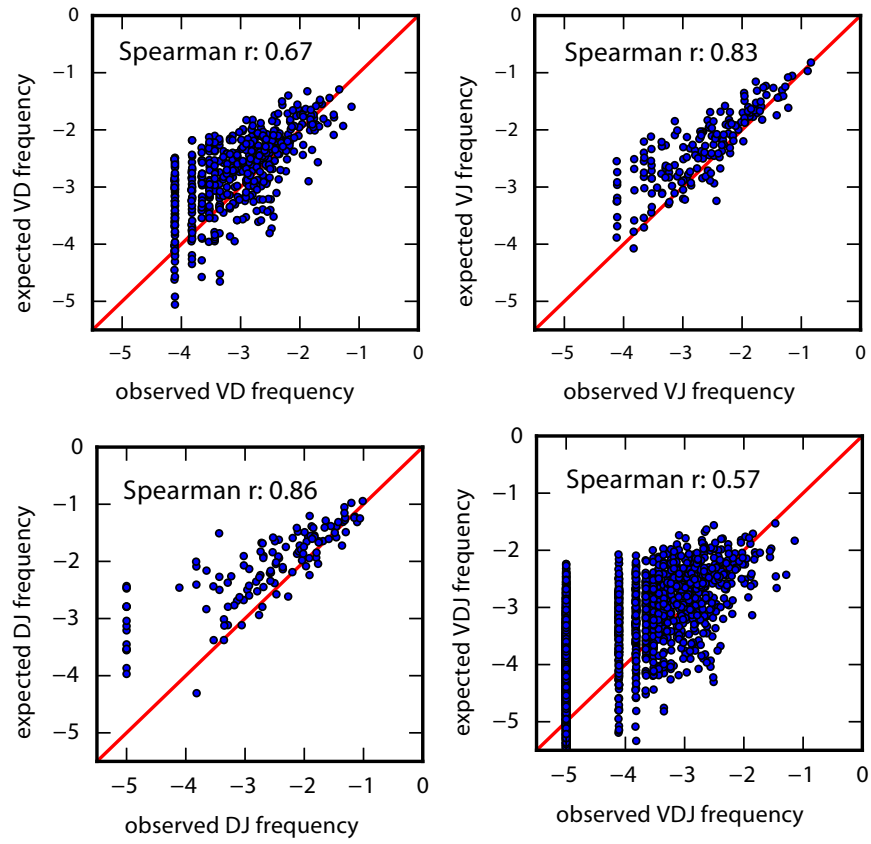 0
−1
−2
−3
−4
−5
expected VD frequency
Spearman r: 0.67
−5 −4 −3 −2 −1 0
observed VD frequency
0
−1
−2
−3
−4
−5
expected VJ frequency
Spearman r: 0.83
−5 −4 −3 −2 −1 0
observed VJ frequency
0
−1
−2
−3
−4
−5
expected DJ frequency
Spearman r: 0.86
−5 −4 −3 −2 −1 0
observed DJ frequency
0
−1
−2
−3
−4
−5
expected VDJ frequency
Spearman r: 0.57
−5 −4 −3 −2 −1 0
observed VDJ frequency